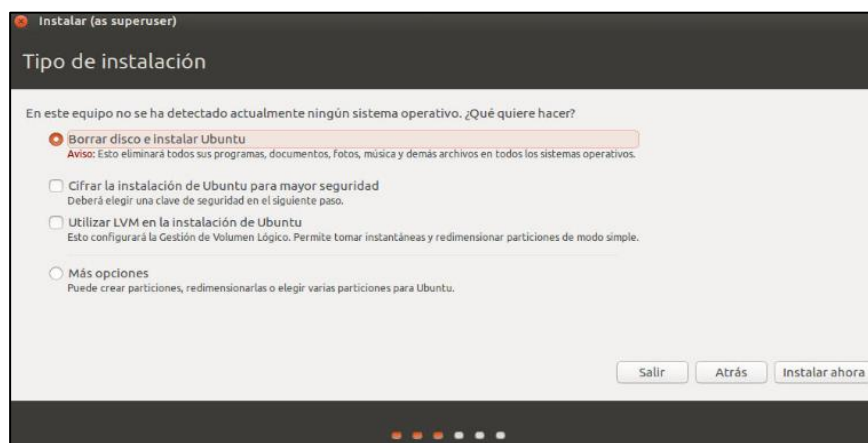 Instalar (as superuser)
Tipo de instalación
En este equipo no se ha detectado actualmente ningún sistema operativo. ¿Qué quiere hacer?
Borrar disco e instalar Ubuntu
Aviso: Esto eliminará todos sus programas, documentos, fotos, música y demás archivos en todos los sistemas operativos.
Cifrar la instalación de Ubuntu para mayor seguridad
Deberá elegir una clave de seguridad en el siguiente paso.
Utilizar LVM en la instalación de Ubuntu
Esto configurará la Gestión de Volumen Lógico. Permite tomar instantáneas y redimensionar particiones de modo simple.
Más opciones
Puede crear particiones, redimensionarlas o elegir varias particiones para Ubuntu.
Salir Atrás Instalar ahora